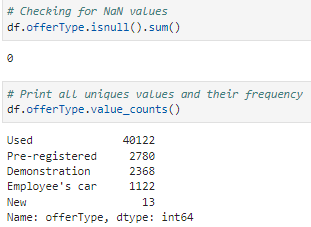 # Checking for NaN values
df.offerType.isnull().sum()
0
# Print all uniques values and their frequency
df.offerType.value_counts()
Used 40122
Pre-registered 2780
Demonstration 2368
Employee's car 1122
New 13
Name: offerType, dtype: int64